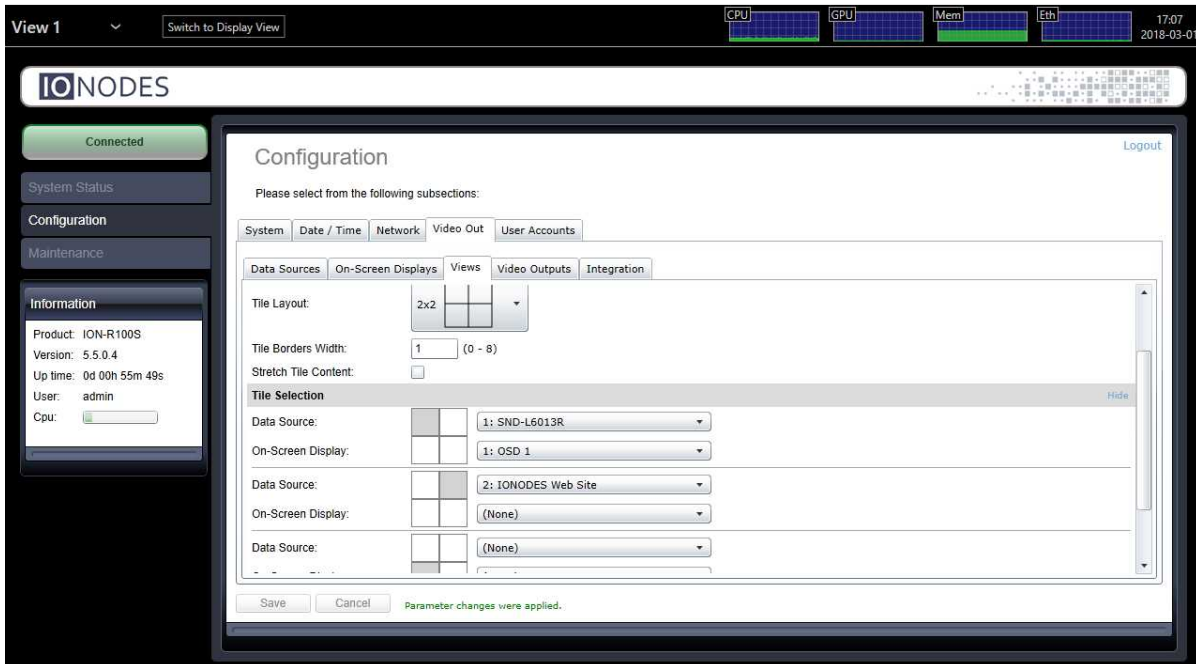 View 1
Switch to Display View
CPU
GPU
Mem
Eth
17:07
2018-03-01
IONODES
Connected
System Status
Configuration
Maintenance
Information
Product: ION-R100S
Version: 5.5.0.4
Up time: 0d 00h 55m 49s
User: admin
Cpu:
Logout
Configuration
Please select from the following subsections:
System Date / Time Network Video Out User Accounts
Data Sources On-Screen Displays Views Video Outputs Integration
Tile Layout: 2x2
Tile Borders Width: 1 (0 - 8)
Stretch Tile Content:
Tile Selection Hide
Data Source: 1: SND-L6013R
On-Screen Display: 1: OSD 1
Data Source: 2: IONODES Web Site
On-Screen Display: (None)
Data Source: (None)
Save Cancel Parameter changes were applied.